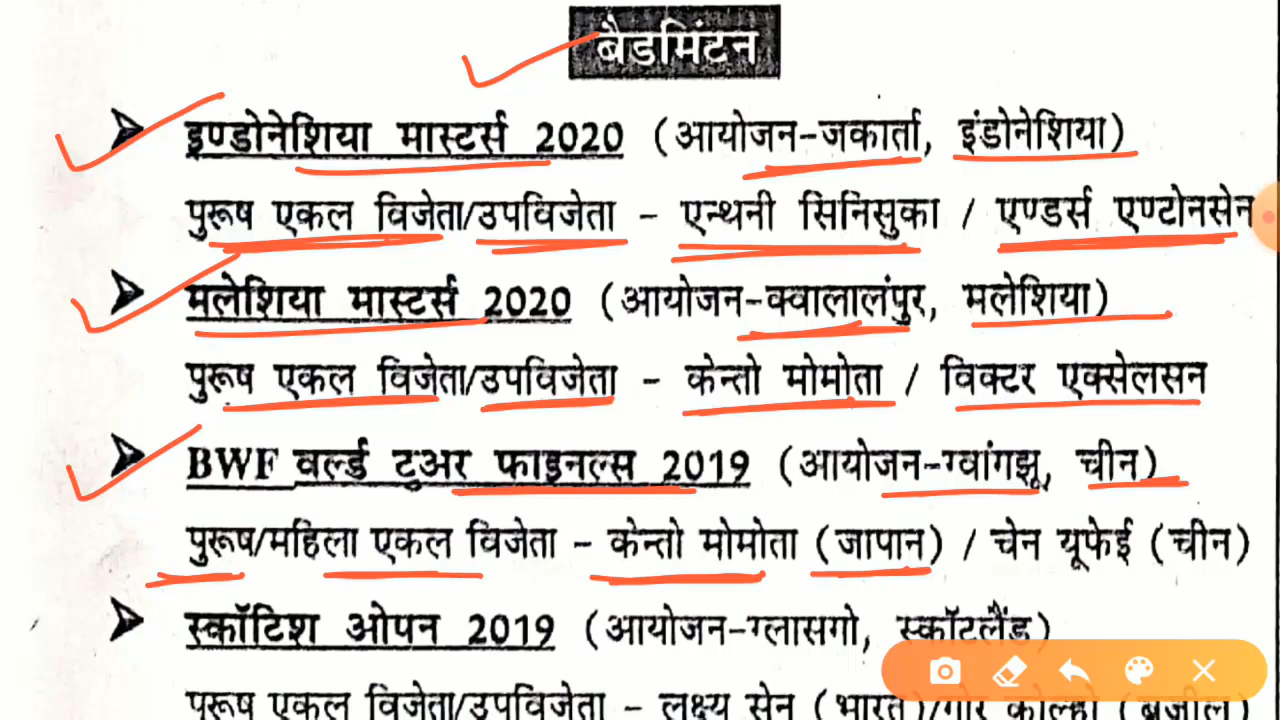 बैडमिंटन
इण्डोनेशिया मास्टर्स 2020 (आयोजन-जकार्ता, इंडोनेशिया)
पुरूष एकल विजेता/उपविजेता - एन्थनी सिनिसुका / एण्डर्स एण्टोनसेन
मलेशिया मास्टर्स 2020 (आयोजन-क्वालालंपुर, मलेशिया)
पुरूष एकल विजेता/उपविजेता - केन्तो मोमोता / विक्टर एक्सेलसन
BWF वर्ल्ड टुअर फाइनल्स 2019 (आयोजन-ग्वांगझू, चीन)
पुरूष/महिला एकल विजेता - केन्तो मोमोता (जापान) / चेन यूफेई (चीन)
स्कॉटिश ओपन 2019 (आयोजन-ग्लासगो, स्कॉटलैंड)
पुरूष एकल विजेता/उपविजेता - लक्ष्य सेन (भारत)